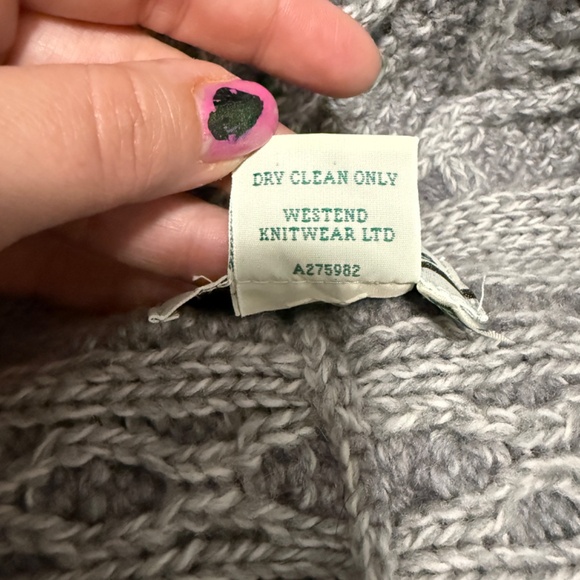 DRY CLEAN ONLY
WESTEND
KNITWEAR LTD
A275982